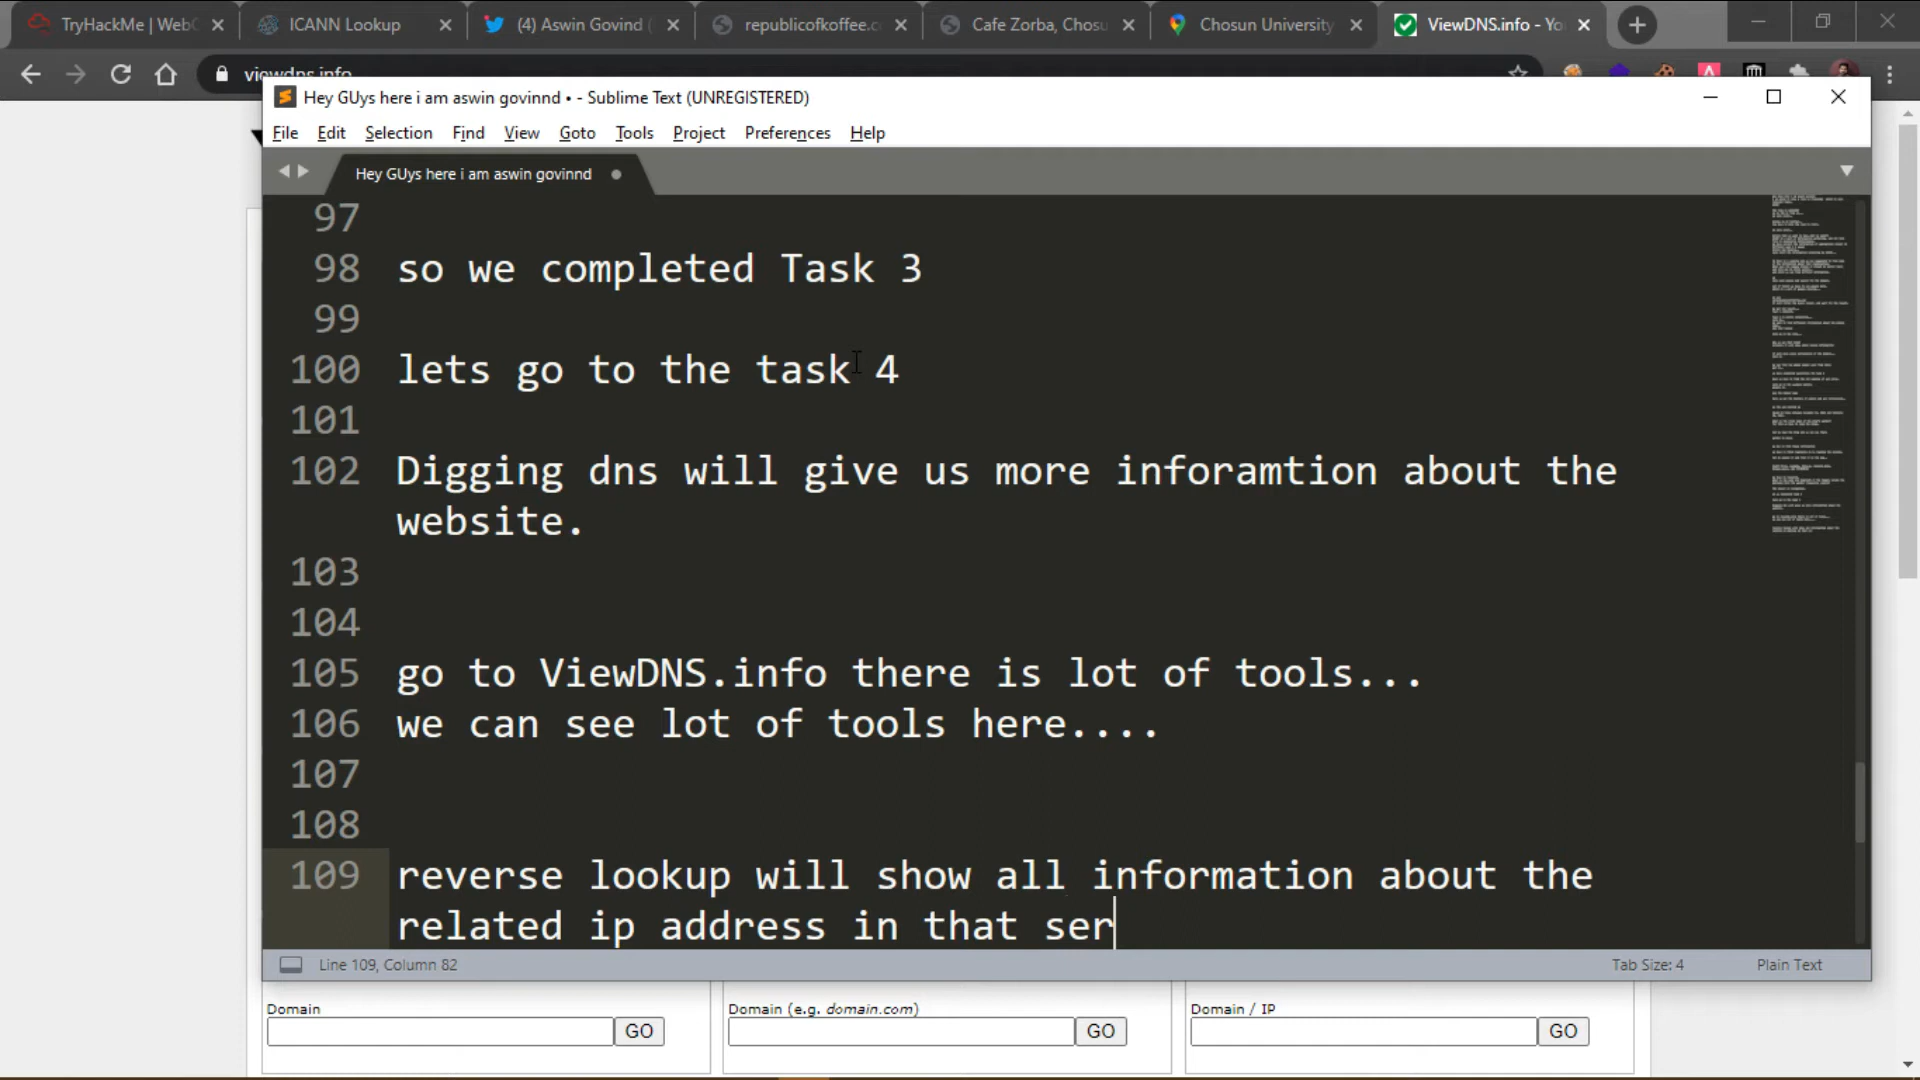 TryHackMe | WebO
ICANN Lookup
(4) Aswin Govind (
republicofkoffee.c
Cafe Zorba, Chosu
Chosun University
ViewDNS.info - Yo
viewdns.info
Hey GUys here i am aswin govinnd • - Sublime Text (UNREGISTERED)
File Edit Selection Find View Goto Tools Project Preferences Help
Hey GUys here i am aswin govinnd
97
98 so we completed Task 3
99
100 lets go to the task 4
101
102 Digging dns will give us more inforamtion about the
website.
103
104
105 go to ViewDNS.info there is lot of tools...
106 we can see lot of tools here....
107
108
109 reverse lookup will show all information about the
related ip address in that ser
Line 109, Column 82
Tab Size: 4
Plain Text
Domain
GO
Domain (e.g. domain.com)
GO
Domain / IP
GO